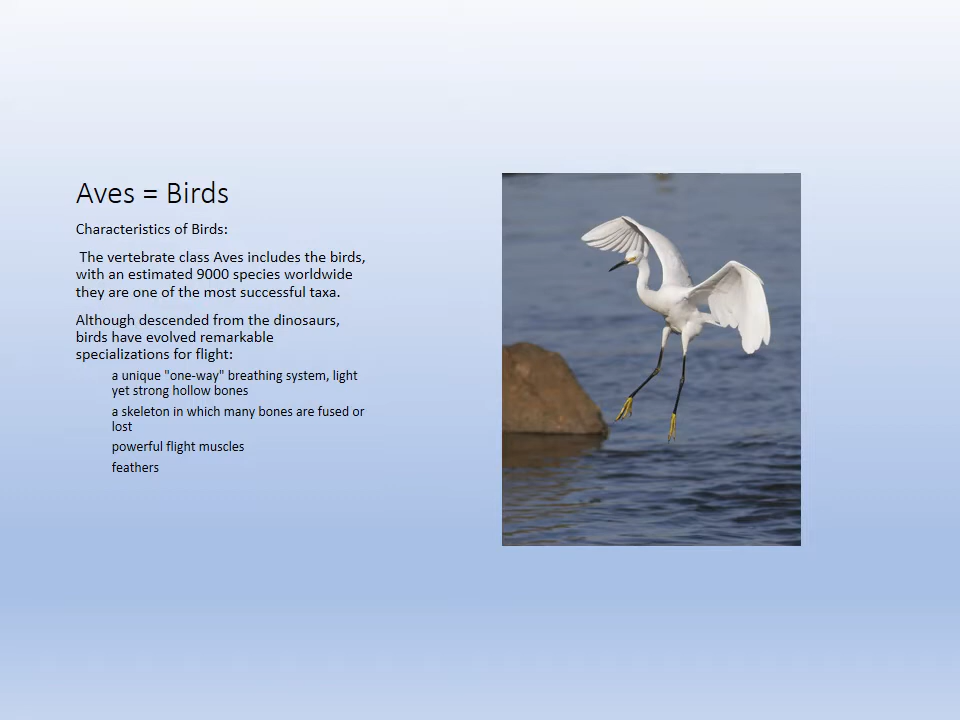 Aves = Birds
Characteristics of Birds:
The vertebrate class Aves includes the birds,
with an estimated 9000 species worldwide
they are one of the most successful taxa.
Although descended from the dinosaurs,
birds have evolved remarkable
specializations for flight:
a unique "one-way" breathing system, light
yet strong hollow bones
a skeleton in which many bones are fused or
lost
powerful flight muscles
feathers